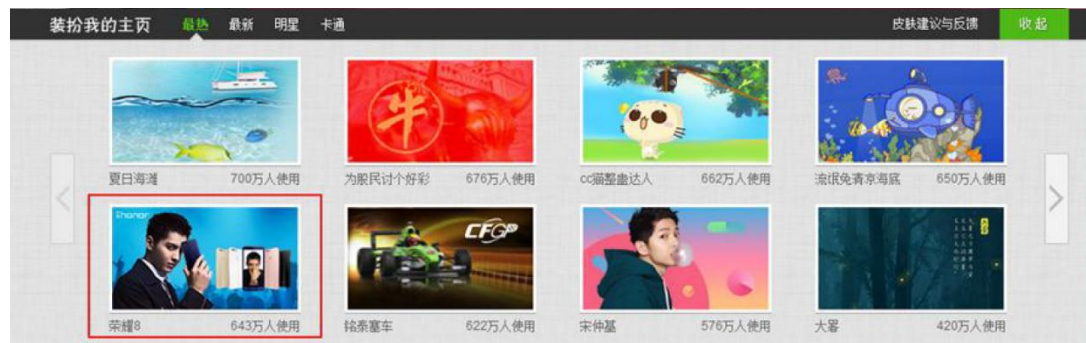 装扮我的主页 最热 最新 明星 卡通 皮肤建议与反馈 收起
牛
夏日海滩 700万人使用
为股民讨个好彩 676万人使用
cc猫整蛊达人 662万人使用
流氓兔青京海底 650万人使用
honor
CFGP
大暑
荣耀8 643万人使用
铭泰赛车 622万人使用
宋仲基 576万人使用
大暑 420万人使用